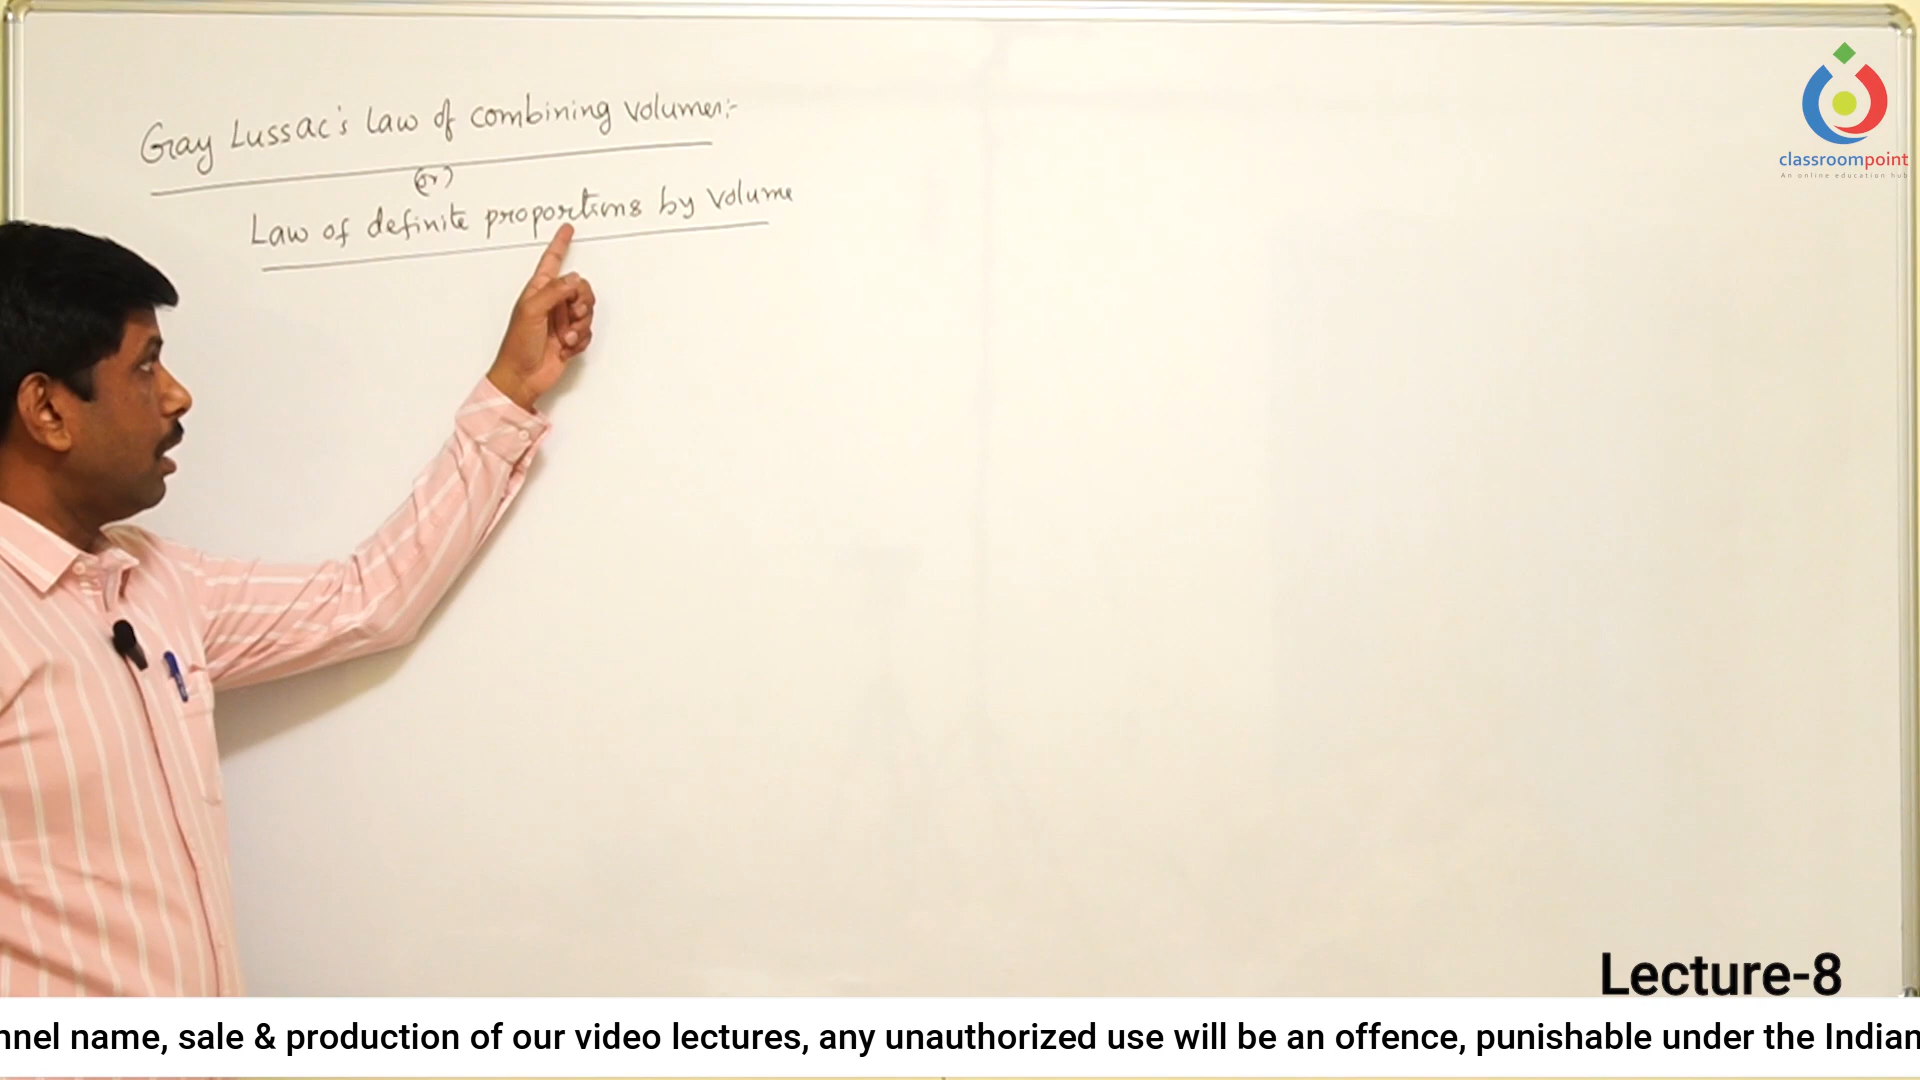 Gray Lussac's Law of combining volumes:-
(or)
Law of definite proportions by volume
classroompoint
An online education hub
Lecture-8
nnel name, sale & production of our video lectures, any unauthorized use will be an offence, punishable under the Indian